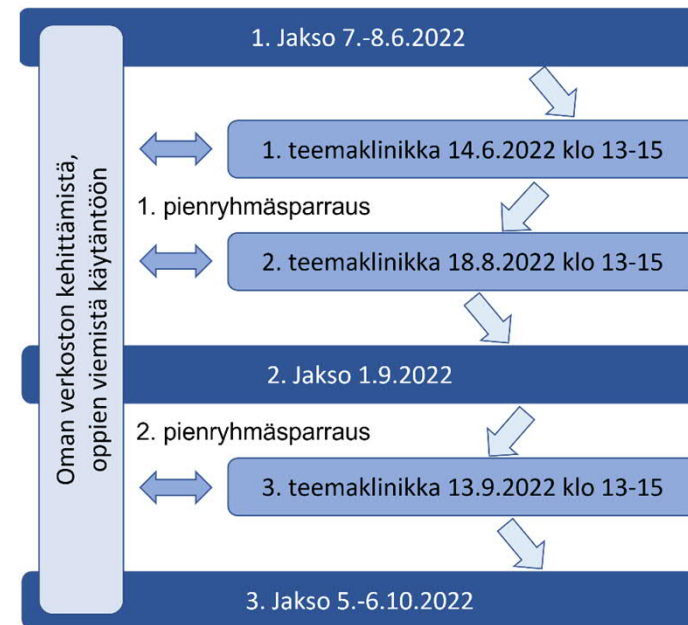 1. Jakso 7.-8.6.2022
Oman verkoston kehittämistä,
oppien viemistä käytäntöön
1. teemaklinikka 14.6.2022 klo 13-15
1. pienryhmäsparraus
2. teemaklinikka 18.8.2022 klo 13-15
2. Jakso 1.9.2022
2. pienryhmäsparraus
3. teemaklinikka 13.9.2022 klo 13-15
3. Jakso 5.-6.10.2022